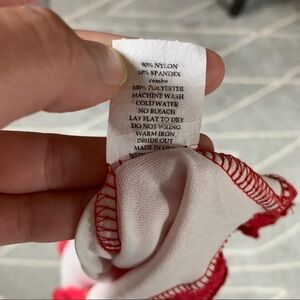 90% NYLON
10% SPANDEX
combo
100% POLYESTER
MACHINE WASH
COLD WATER
NO BLEACH
LAY FLAT TO DRY
DO NOT WRING
WARM IRON
INSIDE OUT
MADE IN